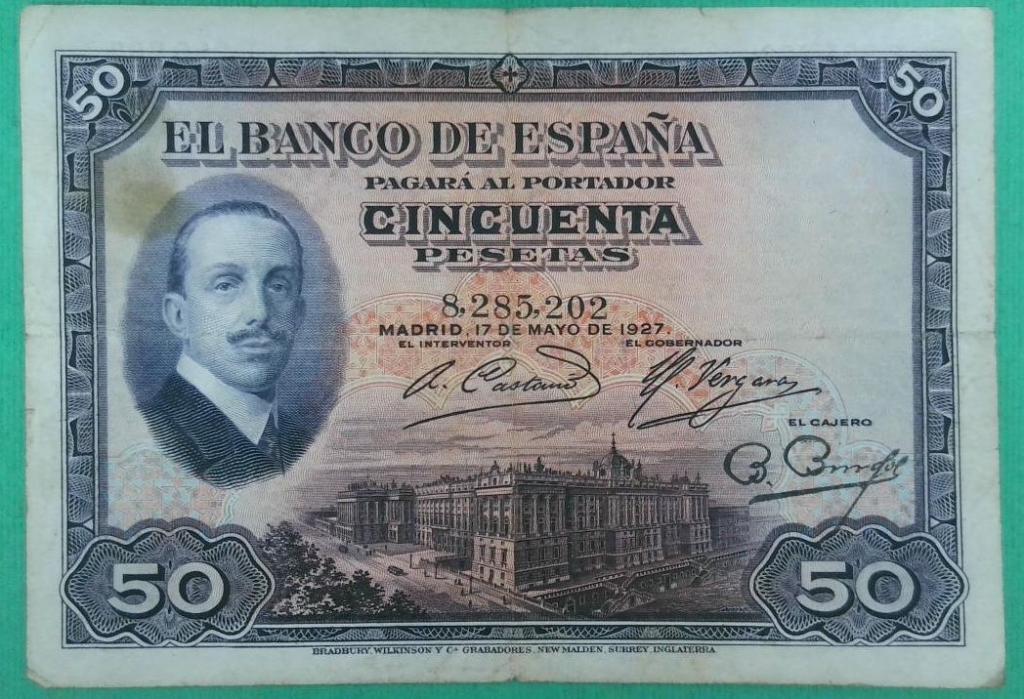 50 50
EL BANCO DE ESPAÑA
PAGARÁ AL PORTADOR
CINCUENTA
PESETAS
8,285,202
MADRID, 17 DE MAYO DE 1927.
EL INTERVENTOR EL GOBERNADOR
Vergara
EL CAJERO
50 50
BRADBURY, WILKINSON Y Cª GRABADORES, NEW MALDEN, SURREY, INGLATERRA